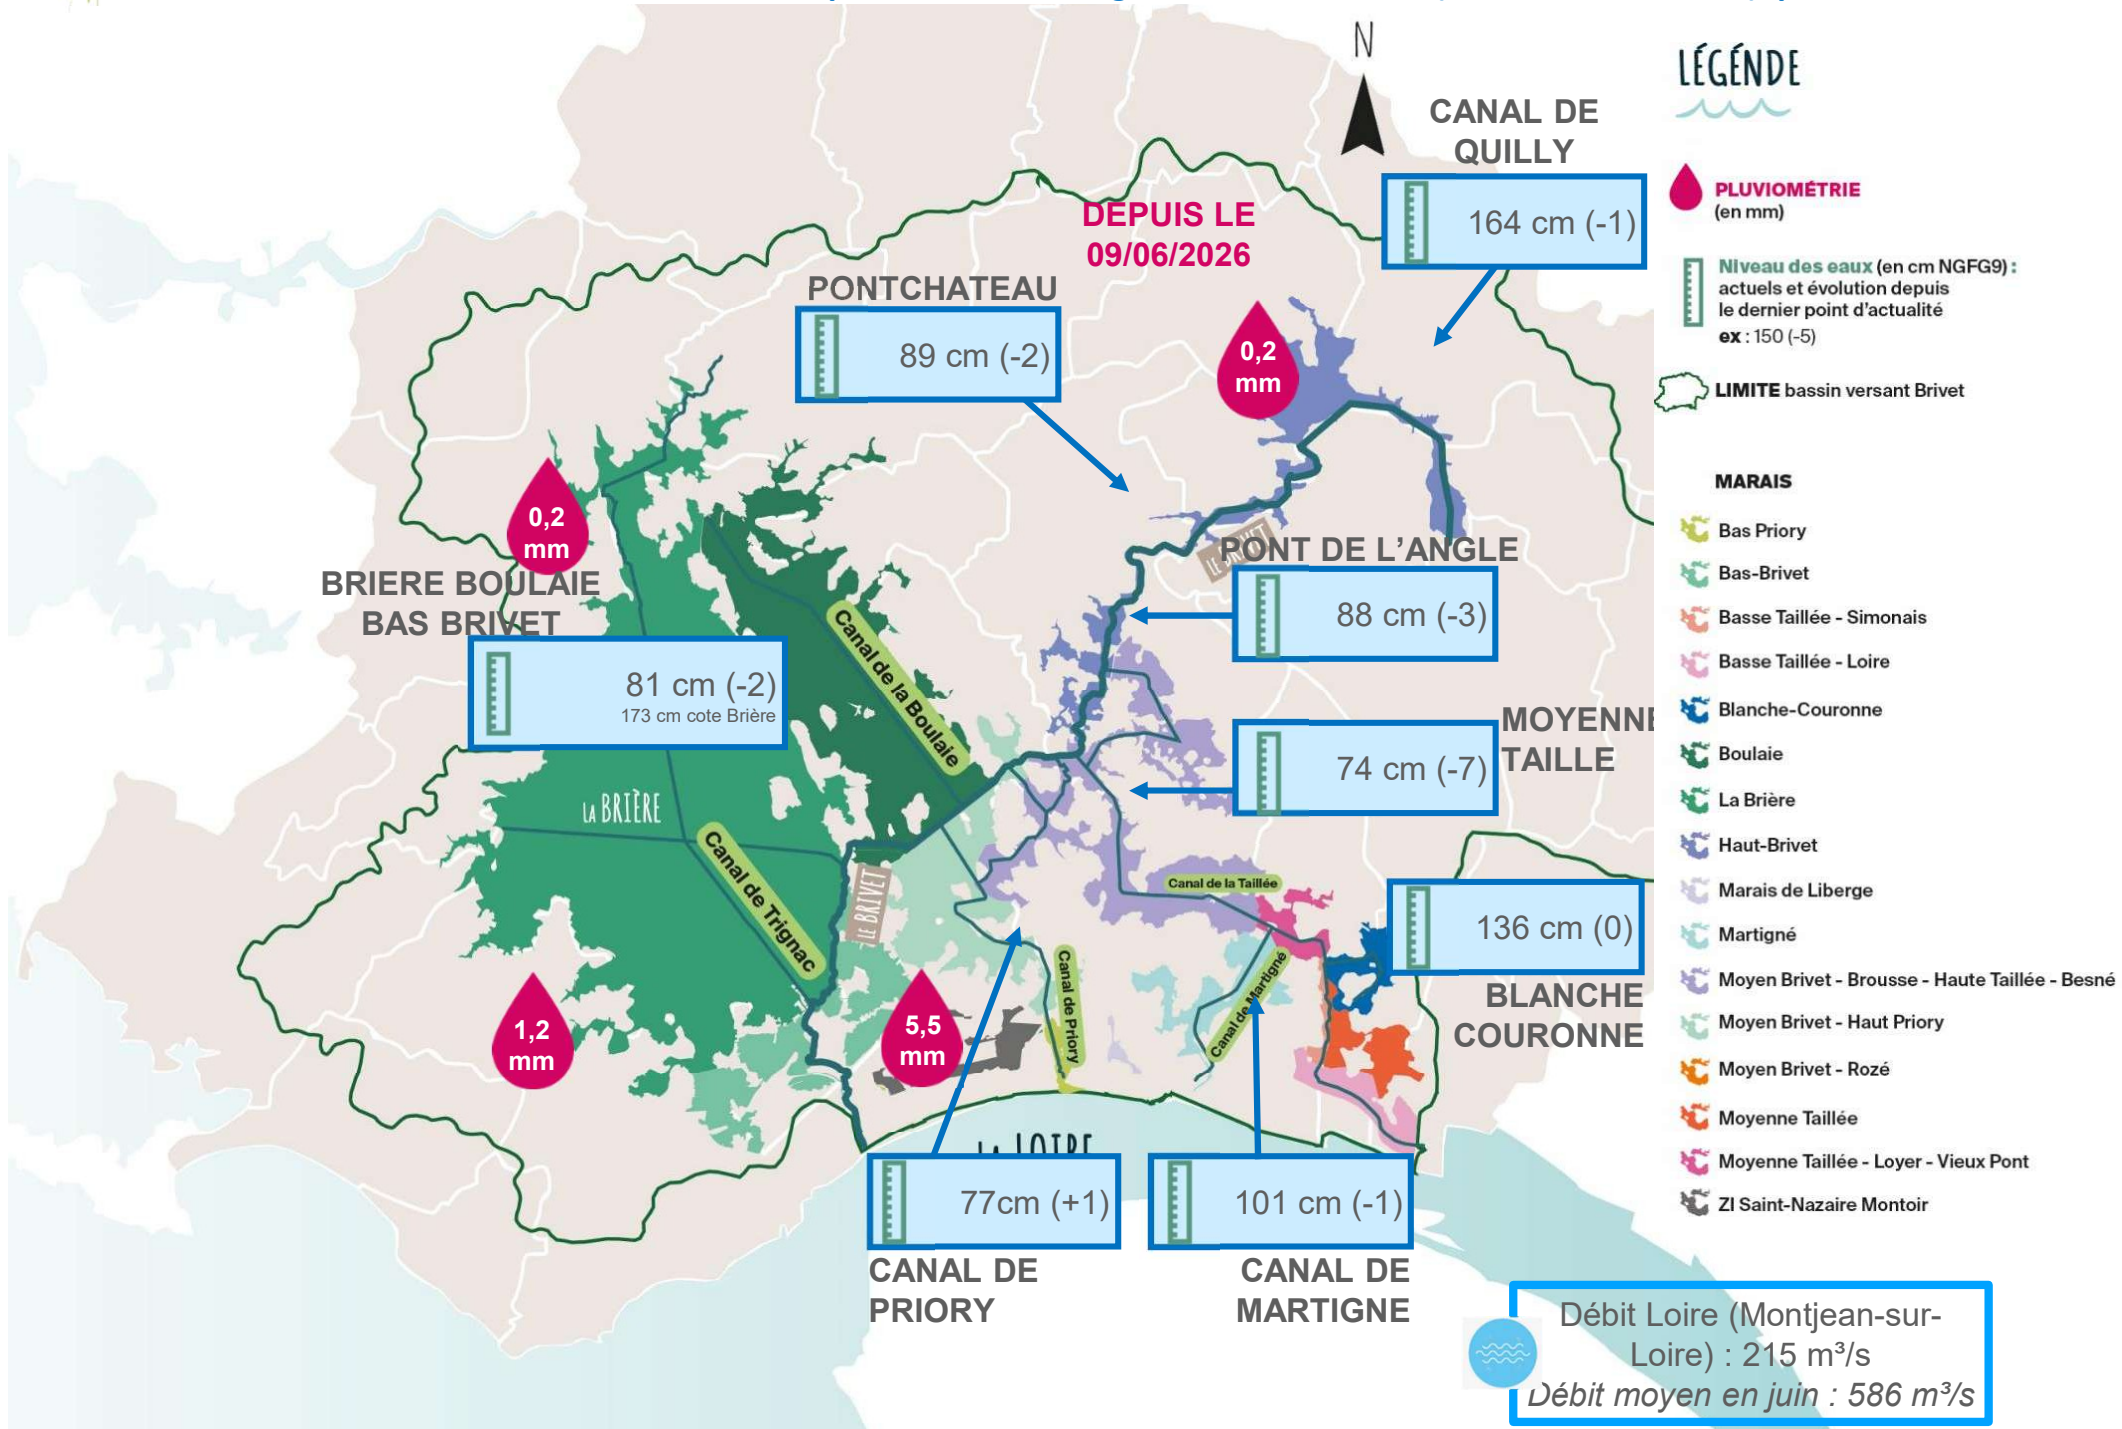 N
LÉGÉNDE
CANAL DE
QUILLY
164 cm (-1)
PLUVIOMÉTRIE
(en mm)
DEPUIS LE
09/06/2026
Niveau des eaux (en cm NGFG9) :
actuels et évolution depuis
le dernier point d'actualité
ex : 150 (-5)
PONTCHATEAU
89 cm (-2)
0,2
mm
LIMITE bassin versant Brivet
MARAIS
Bas Priory
Bas-Brivet
Basse Taillée - Simonais
Basse Taillée - Loire
Blanche-Couronne
Boulaie
La Brière
Haut-Brivet
Marais de Liberge
Martigné
Moyen Brivet - Brousse - Haute Taillée - Besné
Moyen Brivet - Haut Priory
Moyen Brivet - Rozé
Moyenne Taillée
Moyenne Taillée - Loyer - Vieux Pont
ZI Saint-Nazaire Montoir
0,2
mm
BRIERE BOULAIE
BAS BRIVET
81 cm (-2)
173 cm cote Brière
LE BRIVET
PONT DE L'ANGLE
88 cm (-3)
Canal de la Boulaie
MOYENNE
TAILLE
74 cm (-7)
LA BRIÈRE
Canal de Trignac
LE BRIVET
Canal de la Taillée
136 cm (0)
BLANCHE
COURONNE
Canal de Priory
Canal de Martigné
1,2
mm
5,5
mm
LA LOIRE
77cm (+1)
CANAL DE
PRIORY
101 cm (-1)
CANAL DE
MARTIGNE
Débit Loire (Montjean-sur-
Loire) : 215 m³/s
Débit moyen en juin : 586 m³/s